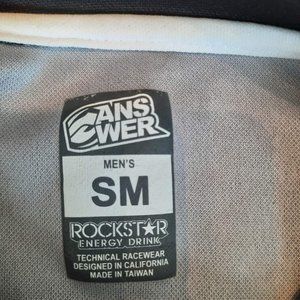 ANSWER
MEN'S
SM
ROCKSTAR
ENERGY DRINK
TECHNICAL RACEWEAR
DESIGNED IN CALIFORNIA
MADE IN TAIWAN